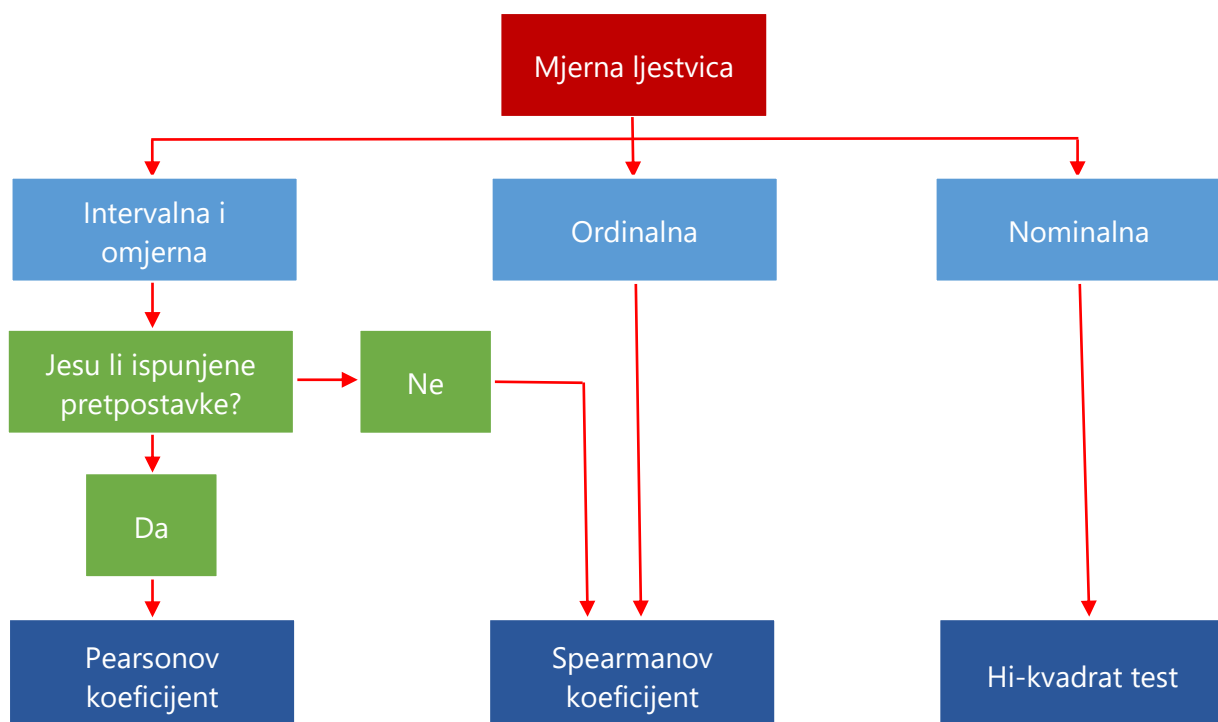 Mjerna ljestvica
Intervalna i
omjerna
Ordinalna
Nominalna
Jesu li ispunjene
pretpostavke?
Ne
Da
Pearsonov
koeficijent
Spearmanov
koeficijent
Hi-kvadrat test